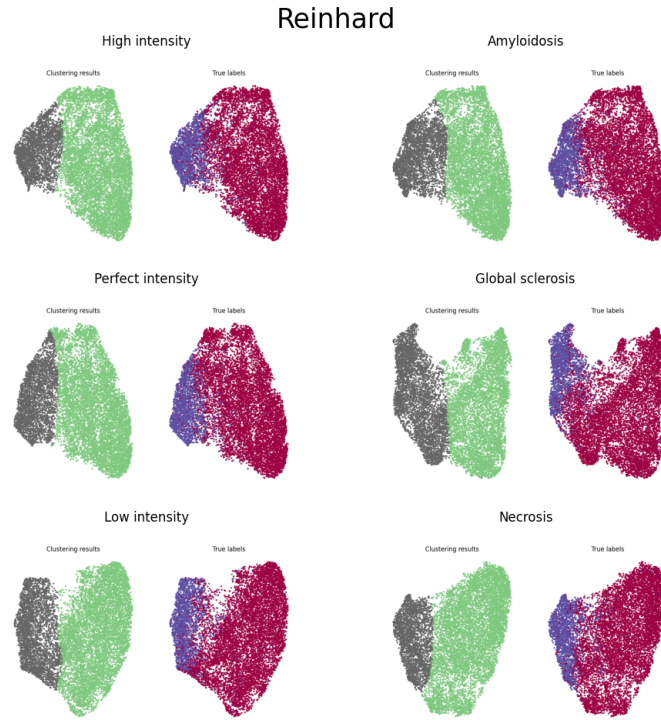 Reinhard
High intensity
Clustering results
True labels
Amyloidosis
Clustering results
True labels
Perfect intensity
Clustering results
True labels
Global sclerosis
Clustering results
True labels
Low intensity
Clustering results
True labels
Necrosis
Clustering results
True labels